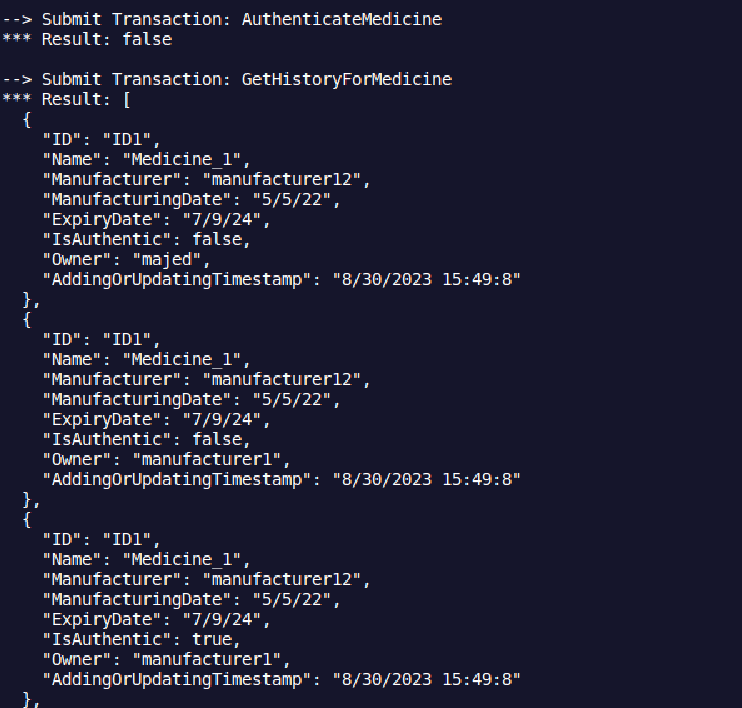 --> Submit Transaction: AuthenticateMedicine
*** Result: false
--> Submit Transaction: GetHistoryForMedicine
*** Result: [
  {
    "ID": "ID1",
    "Name": "Medicine_1",
    "Manufacturer": "manufacturer12",
    "ManufacturingDate": "5/5/22",
    "ExpiryDate": "7/9/24",
    "IsAuthentic": false,
    "Owner": "majed",
    "AddingOrUpdatingTimestamp": "8/30/2023 15:49:8"
  },
  {
    "ID": "ID1",
    "Name": "Medicine_1",
    "Manufacturer": "manufacturer12",
    "ManufacturingDate": "5/5/22",
    "ExpiryDate": "7/9/24",
    "IsAuthentic": false,
    "Owner": "manufacturer1",
    "AddingOrUpdatingTimestamp": "8/30/2023 15:49:8"
  },
  {
    "ID": "ID1",
    "Name": "Medicine_1",
    "Manufacturer": "manufacturer12",
    "ManufacturingDate": "5/5/22",
    "ExpiryDate": "7/9/24",
    "IsAuthentic": true,
    "Owner": "manufacturer1",
    "AddingOrUpdatingTimestamp": "8/30/2023 15:49:8"
  },